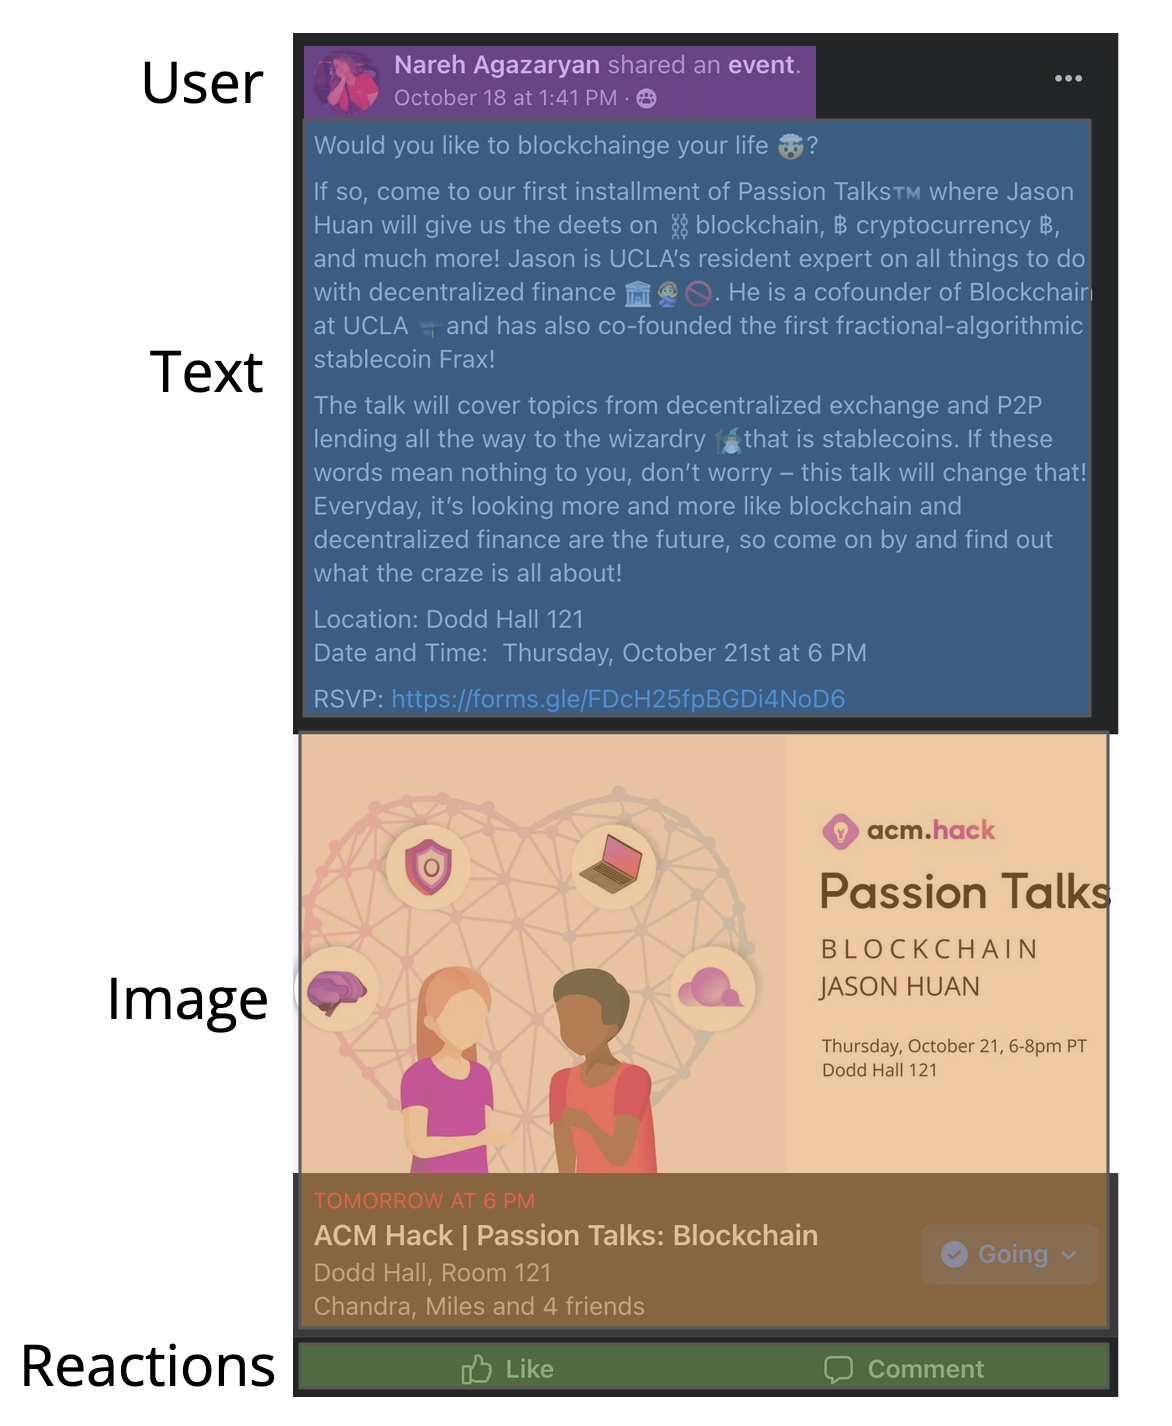 User
Nareh Agazaryan shared an event.
October 18 at 1:41 PM ·
Text
Would you like to blockchainge your life 🤯?
If so, come to our first installment of Passion Talks™️ where Jason
Huan will give us the deets on ⛓ blockchain, ฿ cryptocurrency ฿,
and much more! Jason is UCLA’s resident expert on all things to do
with decentralized finance 🏛🤦‍♀️🚫. He is a cofounder of Blockchain
at UCLA and has also co-founded the first fractional-algorithmic
stablecoin Frax!
The talk will cover topics from decentralized exchange and P2P
lending all the way to the wizardry 🧙‍♂️that is stablecoins. If these
words mean nothing to you, don’t worry – this talk will change that!
Everyday, it’s looking more and more like blockchain and
decentralized finance are the future, so come on by and find out
what the craze is all about!
Location: Dodd Hall 121
Date and Time:  Thursday, October 21st at 6 PM
RSVP: https://forms.gle/FDcH25fpBGDi4NoD6
Image
acm.hack
Passion Talks
BLOCKCHAIN
JASON HUAN
Thursday, October 21, 6-8pm PT
Dodd Hall 121
TOMORROW AT 6 PM
ACM Hack | Passion Talks: Blockchain
Dodd Hall, Room 121
Chandra, Miles and 4 friends
Going
Reactions
Like
Comment